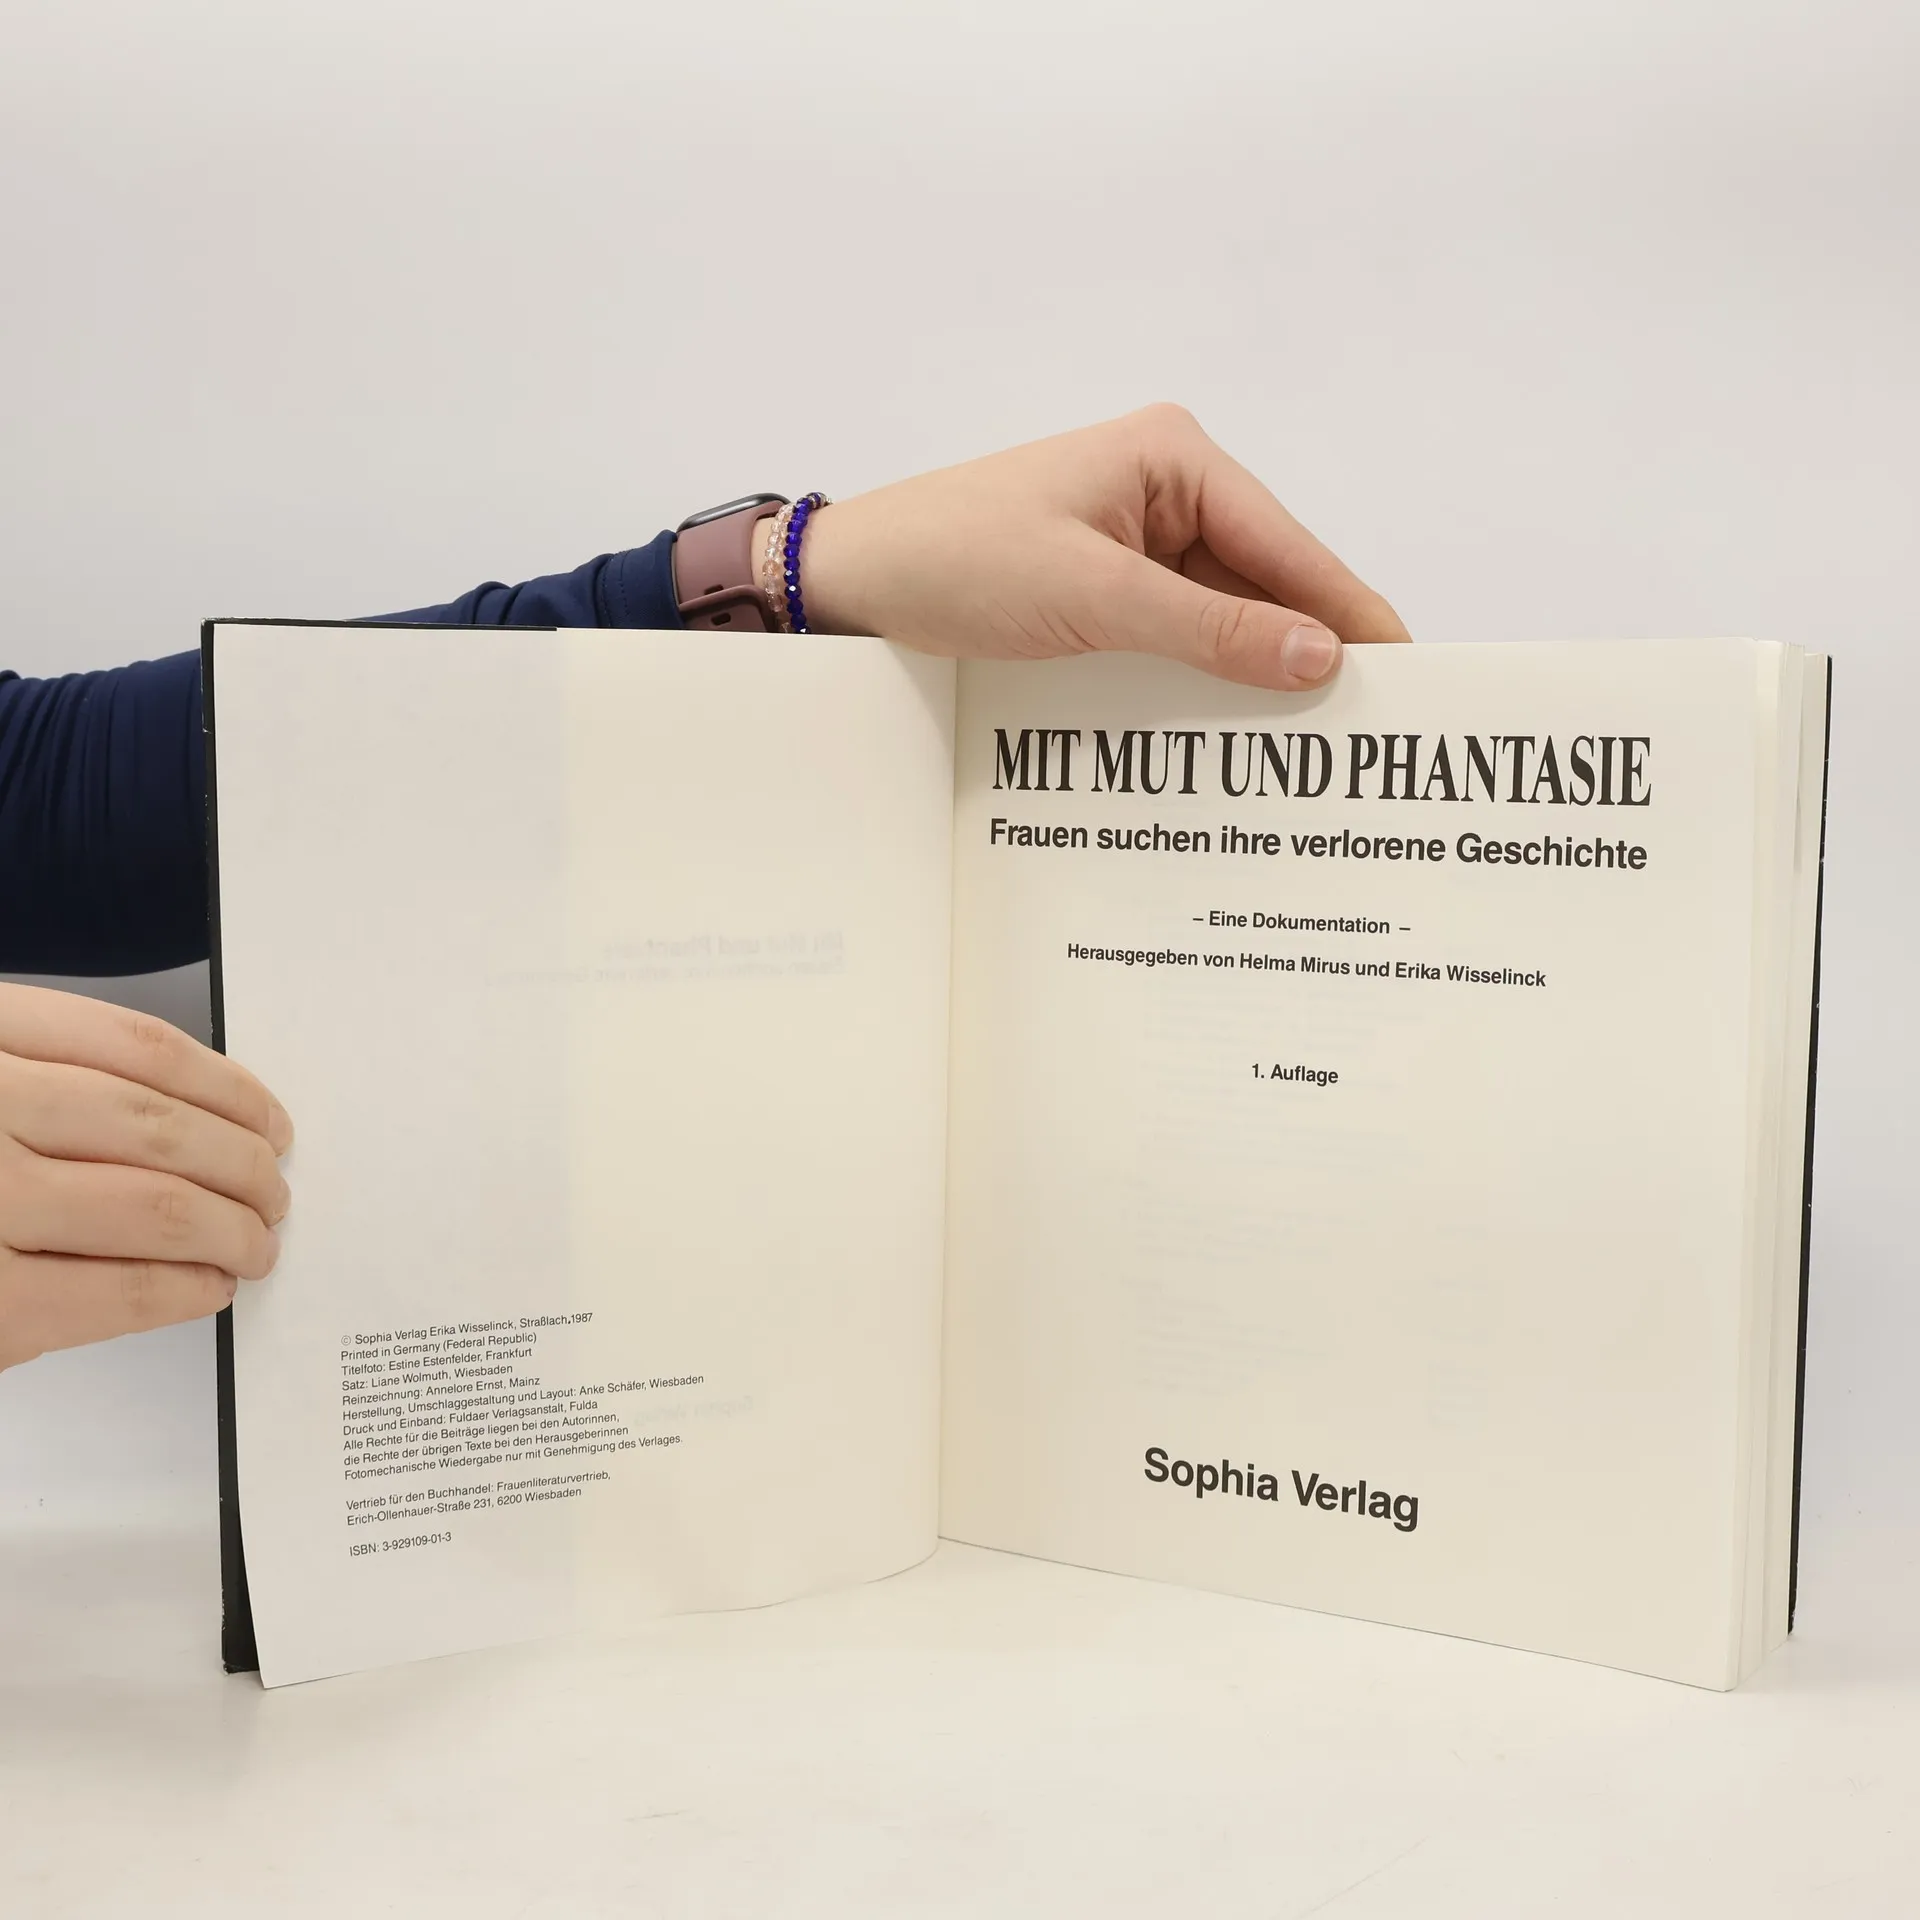 © Sophia Verlag Erika Wisselinck, Straßlach,1987
Printed in Germany (Federal Republic)
Titelfoto: Estine Estenfelder, Frankfurt
Satz: Liane Wolmuth, Wiesbaden
Reinzeichnung: Annelore Ernst, Mainz
Herstellung, Umschlaggestaltung und Layout: Anke Schäfer, Wiesbaden
Druck und Einband: Fuldaer Verlagsanstalt, Fulda
Alle Rechte für die Beiträge liegen bei den Autorinnen,
die Rechte der übrigen Texte bei den Herausgeberinnen
Fotomechanische Wiedergabe nur mit Genehmigung des Verlages.
Vertrieb für den Buchhandel: Frauenliteraturvertrieb,
Erich-Ollenhauer-Straße 231, 6200 Wiesbaden
ISBN: 3-929109-01-3
MIT MUT UND PHANTASIE
Frauen suchen ihre verlorene Geschichte
– Eine Dokumentation –
Herausgegeben von Helma Mirus und Erika Wisselinck
1. Auflage
Sophia Verlag